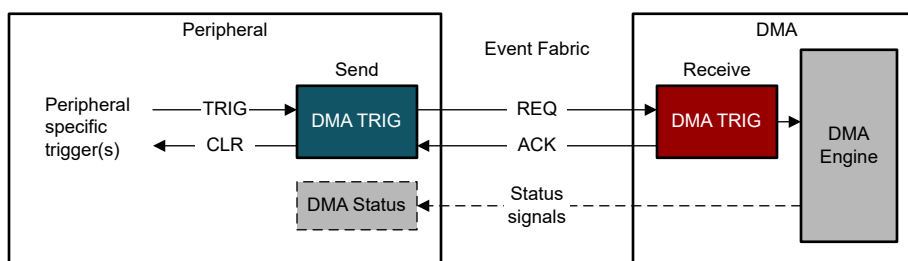 Peripheral
DMA
Event Fabric
Send
Receive
Peripheral
specific
trigger(s)
TRIG
CLR
DMA TRIG
REQ
ACK
DMA TRIG
DMA
Engine
DMA Status
Status
signals